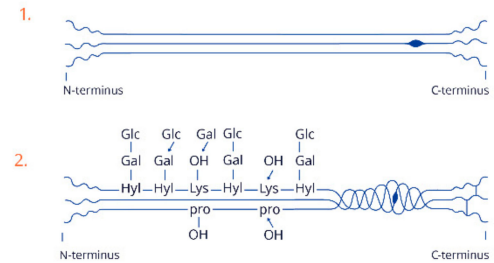 1.
N-terminus C-terminus
2.
Glc Glc Gal Glc Glc
Gal Gal OH Gal OH Gal
Hyl Hyl Lys Hyl Lys Hyl
pro pro
OH OH
N-terminus C-terminus